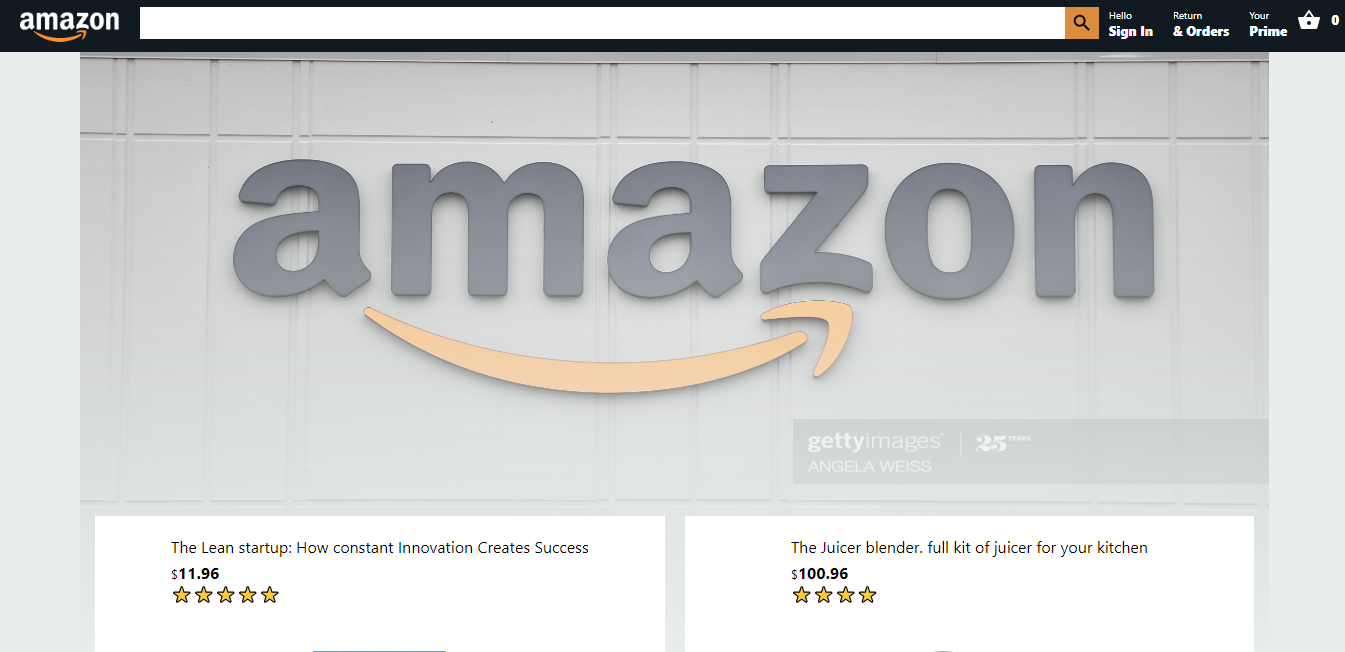 amazon
Hello
Sign In
Return
& Orders
Your
Prime
0
amazon
gettyimages
25 YEARS
ANGELA WEISS
The Lean startup: How constant Innovation Creates Success
$11.96
The Juicer blender. full kit of juicer for your kitchen
$100.96